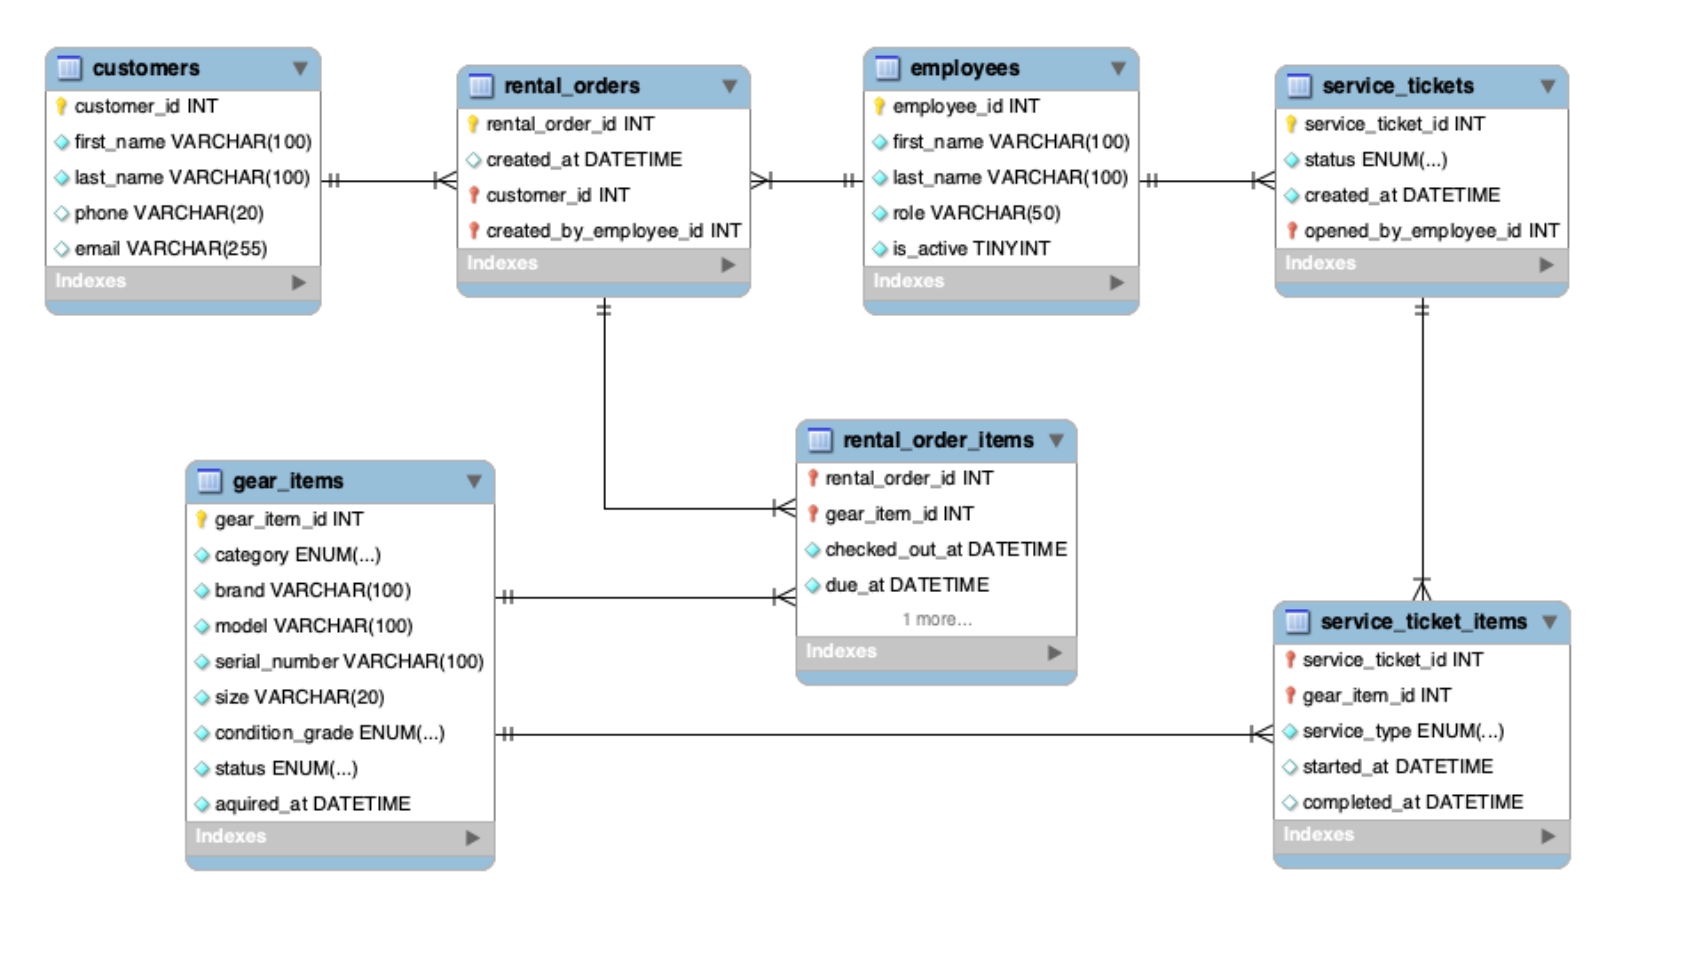 customers
customer_id INT
first_name VARCHAR(100)
last_name VARCHAR(100)
phone VARCHAR(20)
email VARCHAR(255)
Indexes
rental_orders
rental_order_id INT
created_at DATETIME
customer_id INT
created_by_employee_id INT
Indexes
employees
employee_id INT
first_name VARCHAR(100)
last_name VARCHAR(100)
role VARCHAR(50)
is_active TINYINT
Indexes
service_tickets
service_ticket_id INT
status ENUM(...)
created_at DATETIME
opened_by_employee_id INT
Indexes
gear_items
gear_item_id INT
category ENUM(...)
brand VARCHAR(100)
model VARCHAR(100)
serial_number VARCHAR(100)
size VARCHAR(20)
condition_grade ENUM(...)
status ENUM(...)
aquired_at DATETIME
Indexes
rental_order_items
rental_order_id INT
gear_item_id INT
checked_out_at DATETIME
due_at DATETIME
1 more...
Indexes
service_ticket_items
service_ticket_id INT
gear_item_id INT
service_type ENUM(...)
started_at DATETIME
completed_at DATETIME
Indexes